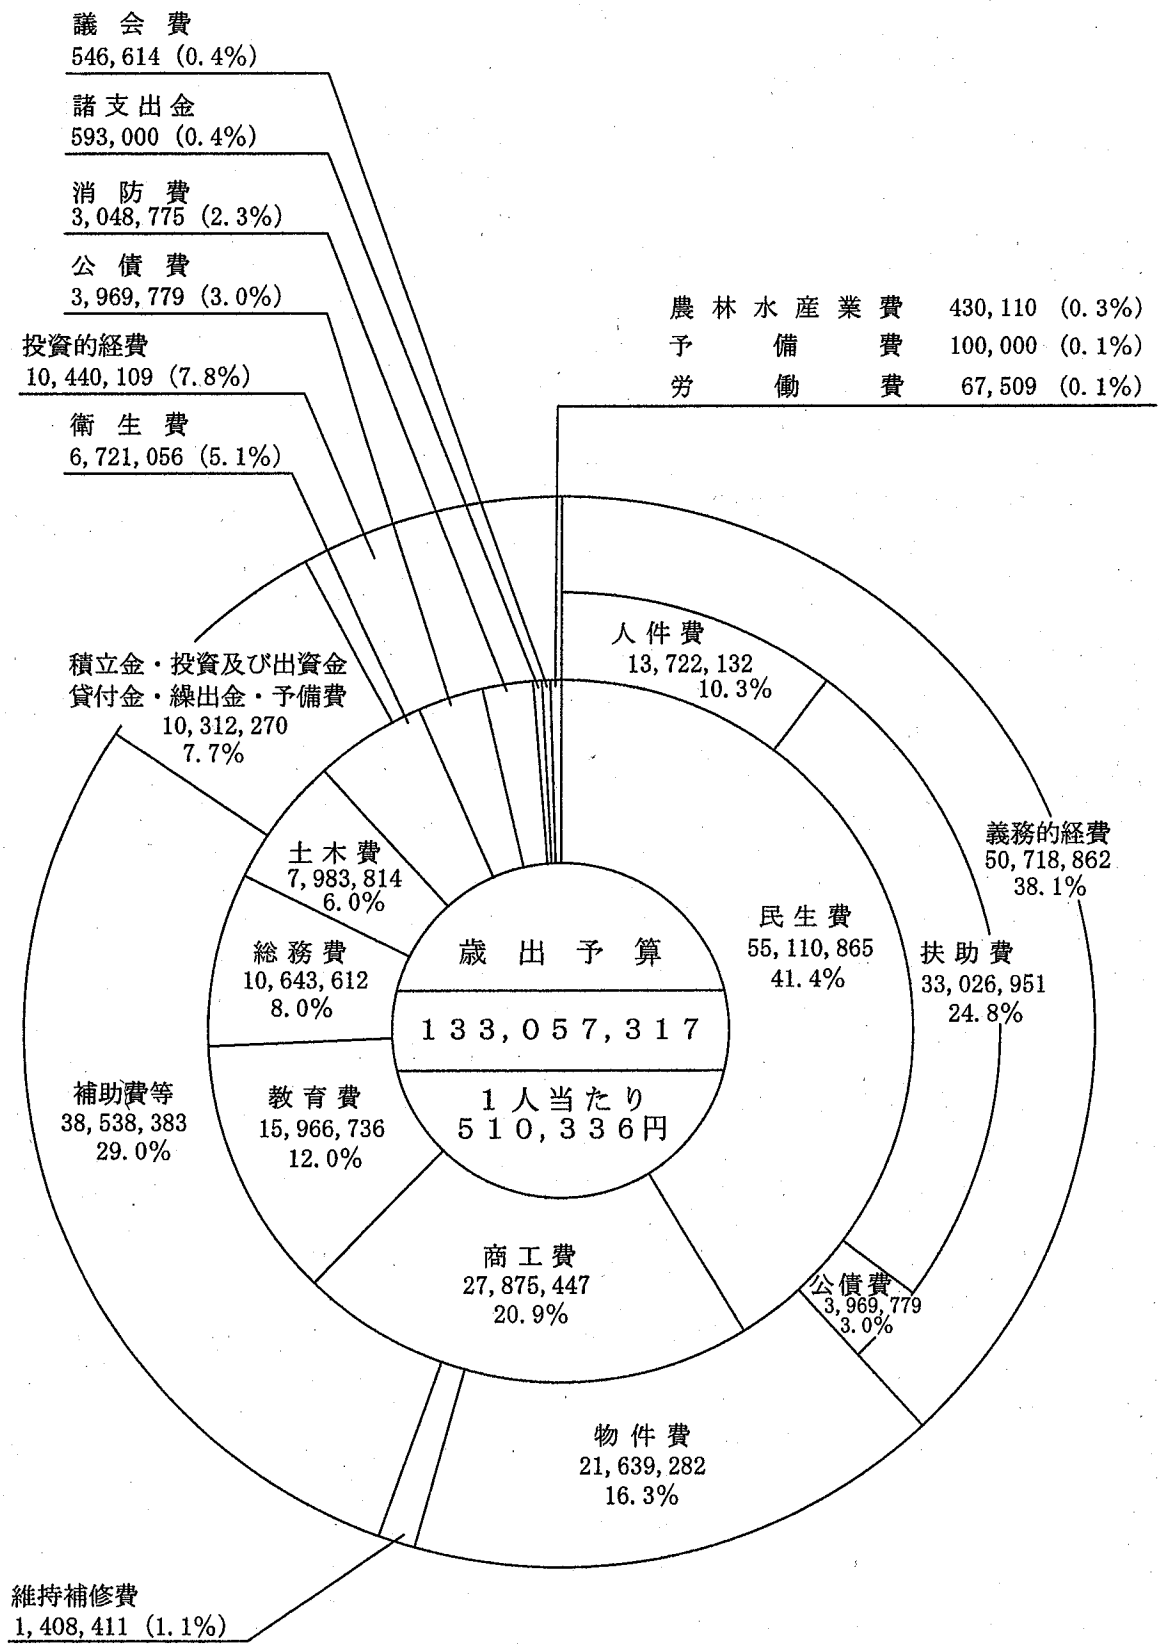 議会費
546,614 (0.4%)
諸支出金
593,000 (0.4%)
消防費
3,048,775 (2.3%)
公債費
3,969,779 (3.0%)
投資的経費
10,440,109 (7.8%)
衛生費
6,721,056 (5.1%)
農林水産業費 430,110 (0.3%)
予備費 100,000 (0.1%)
労働費 67,509 (0.1%)
人件費
13,722,132
10.3%
積立金・投資及び出資金
貸付金・繰出金・予備費
10,312,270
7.7%
義務的経費
50,718,862
38.1%
土木費
7,983,814
6.0%
民生費
55,110,865
41.4%
扶助費
33,026,951
24.8%
総務費
10,643,612
8.0%
歳出予算
133,057,317
1人当たり
510,336円
補助費等
38,538,383
29.0%
教育費
15,966,736
12.0%
商工費
27,875,447
20.9%
公債費
3,969,779
3.0%
物件費
21,639,282
16.3%
維持補修費
1,408,411 (1.1%)